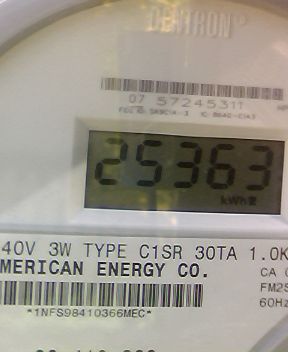 CENTRON®
07 57245311
25363
kWh
40V 3W TYPE C1SR 30TA 1.0K
MERICAN ENERGY CO.
CA
FM2S
60Hz
*1NFS98410366MEC*